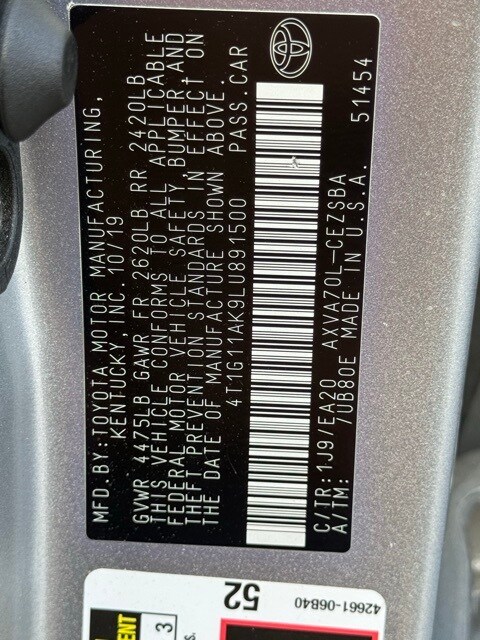 MFD.BY:TOYOTA MOTOR MANUFACTURING,
KENTUCKY, INC. 10/19
GVWR 4475LB GAWR FR 2620LB RR 2420LB
THIS VEHICLE CONFORMS TO ALL APPLICABLE
FEDERAL MOTOR VEHICLE SAFETY, BUMPER,AND
THEFT PREVENTION STANDARDS IN EFFECT ON
THE DATE OF MANUFACTURE SHOWN ABOVE.
4T1G11AK9LU891500 PASS.CAR
C/TR:1J9/EA20 AXVA70L-CEZSBA
A/TM: /UB80E MADE IN U.S.A. 51454
52
42661-06B40
3